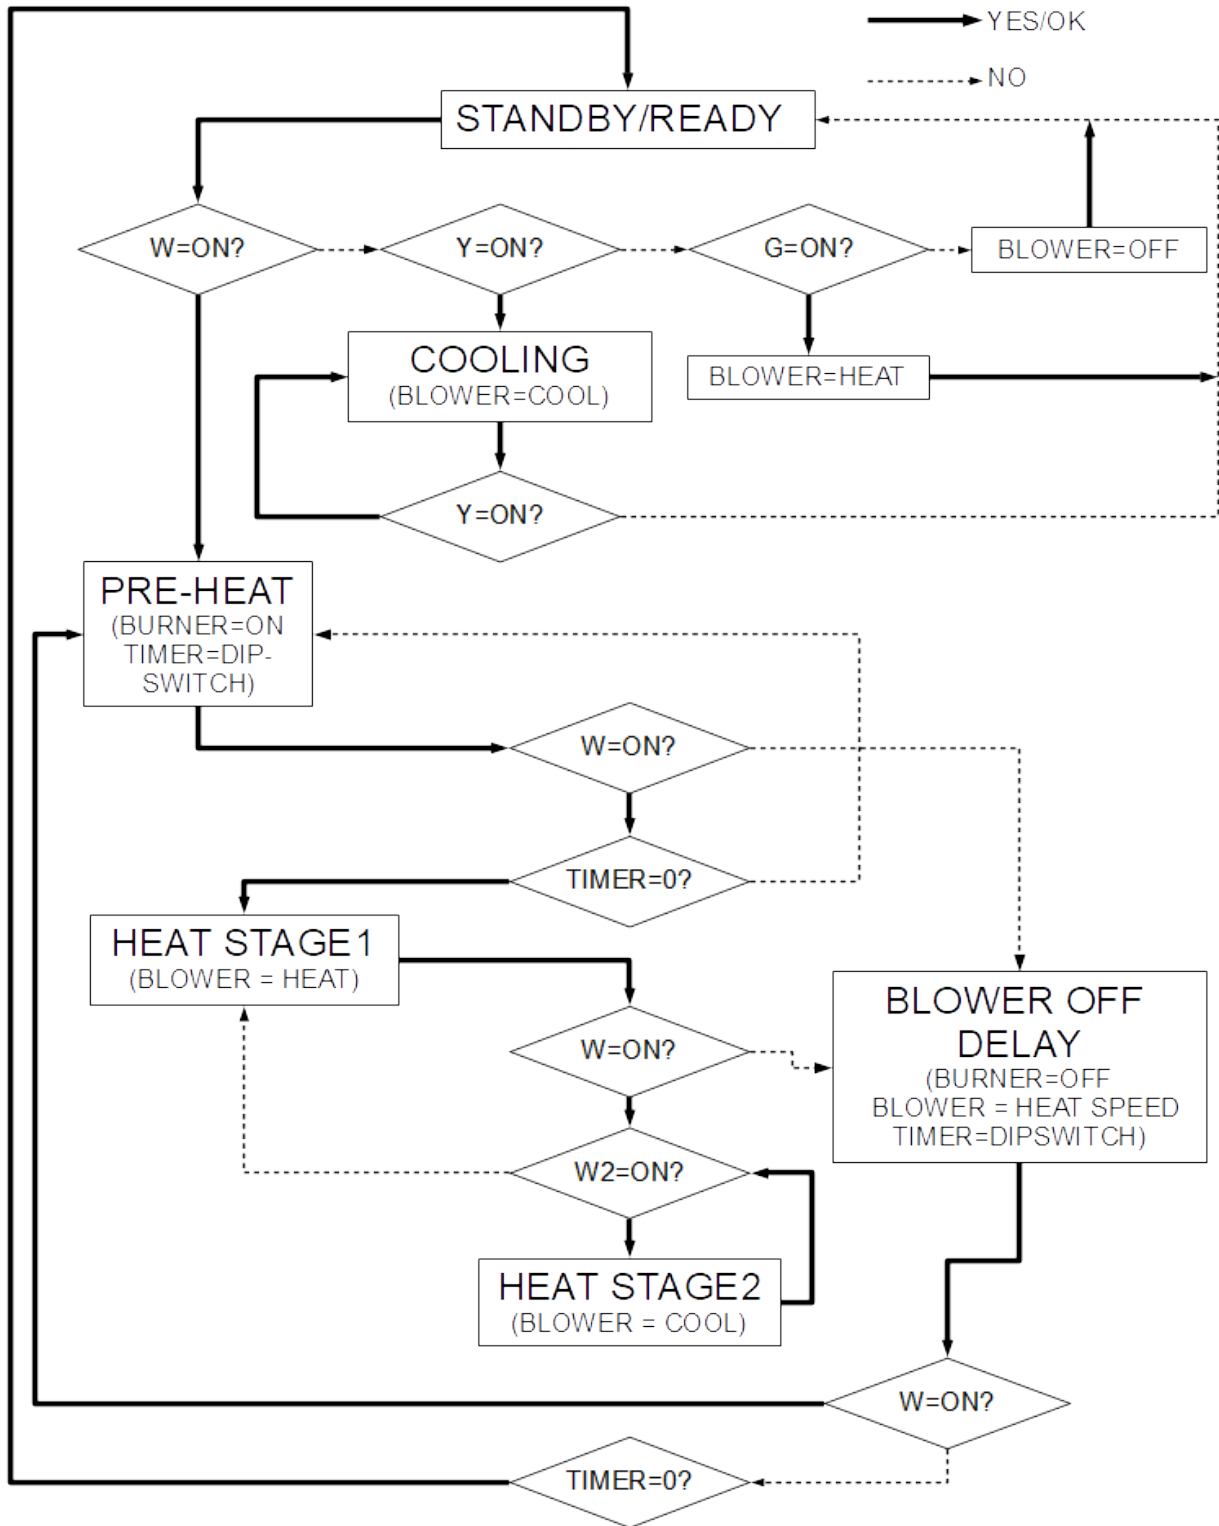 YES/OK
NO
STANDBY/READY
W=ON?
Y=ON?
G=ON?
BLOWER=OFF
COOLING
(BLOWER=COOL)
BLOWER=HEAT
Y=ON?
PRE-HEAT
(BURNER=ON
TIMER=DIP-
SWITCH)
W=ON?
TIMER=0?
HEAT STAGE1
(BLOWER = HEAT)
W=ON?
BLOWER OFF
DELAY
(BURNER=OFF
BLOWER = HEAT SPEED
TIMER=DIPSWITCH)
W2=ON?
HEAT STAGE2
(BLOWER = COOL)
W=ON?
TIMER=0?